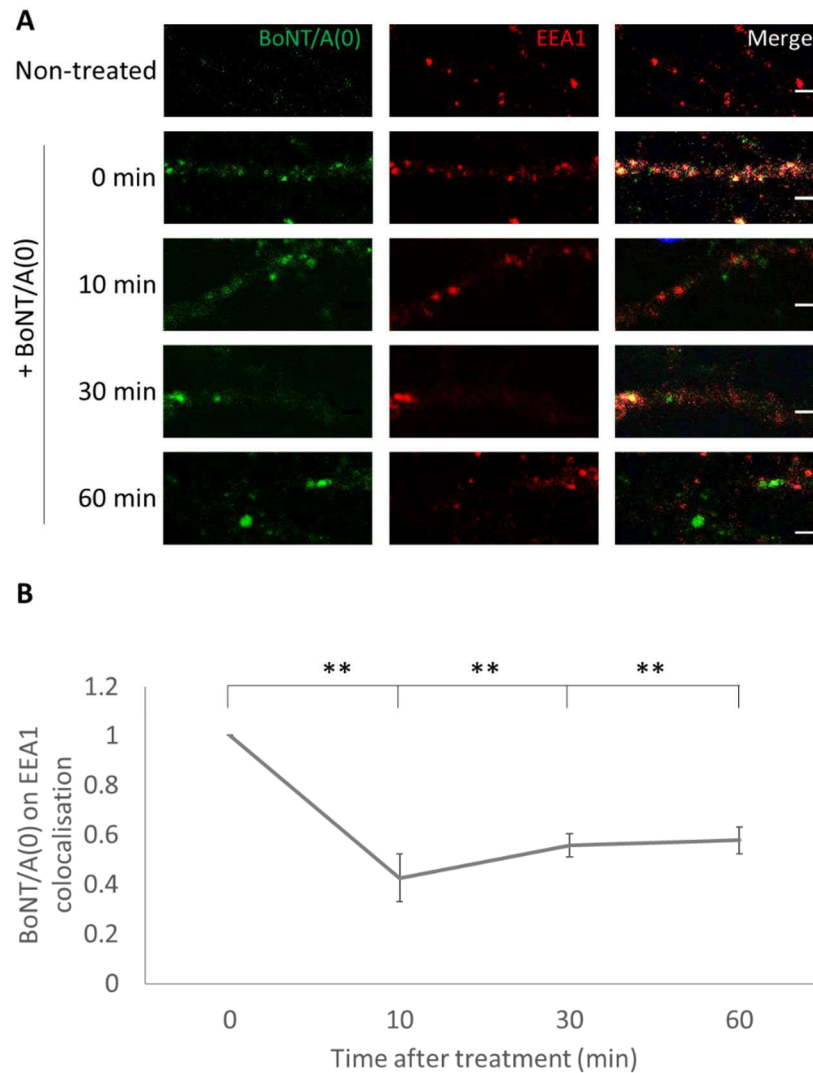 A
BoNT/A(0) EEA1 Merge
Non-treated
+ BoNT/A(0)
0 min
10 min
30 min
60 min
B
** ** **
BoNT/A(0) on EEA1
colocalisation
1.2
1
0.8
0.6
0.4
0.2
0
0 10 30 60
Time after treatment (min)